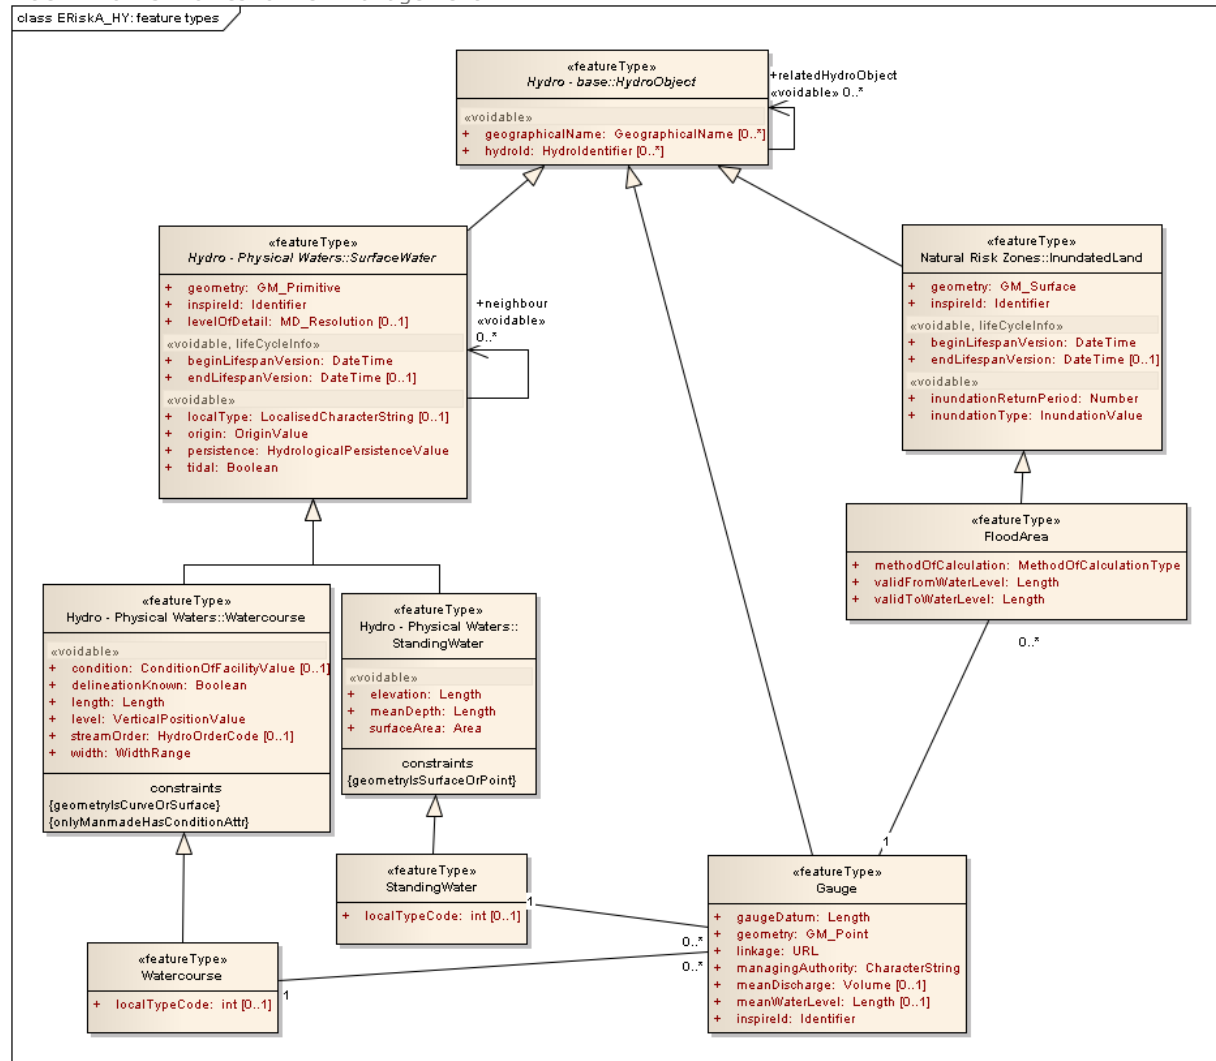 class ERiskA_HY: feature types
«featureType»
Hydro - base::HydroObject
«voidable»
+ geographicalName: GeographicalName [0..*]
+ hydroId: HydroIdentifier [0..*]
+relatedHydroObject
«voidable» 0..*
«featureType»
Hydro - Physical Waters::SurfaceWater
+ geometry: GM_Primitive
+ inspireId: Identifier
+ levelOfDetail: MD_Resolution [0..1]
«voidable, lifeCycleInfo»
+ beginLifespanVersion: DateTime
+ endLifespanVersion: DateTime [0..1]
«voidable»
+ localType: LocalisedCharacterString [0..1]
+ origin: OriginValue
+ persistence: HydrologicalPersistenceValue
+ tidal: Boolean
+neighbour
«voidable»
0..*
«featureType»
Natural Risk Zones::InundatedLand
+ geometry: GM_Surface
+ inspireId: Identifier
«voidable, lifeCycleInfo»
+ beginLifespanVersion: DateTime
+ endLifespanVersion: DateTime [0..1]
«voidable»
+ inundationReturnPeriod: Number
+ inundationType: InundationValue
«featureType»
FloodArea
+ methodOfCalculation: MethodOfCalculationType
+ validFromWaterLevel: Length
+ validToWaterLevel: Length
0..*
«featureType»
Hydro - Physical Waters::Watercourse
«voidable»
+ condition: ConditionOfFacilityValue [0..1]
+ delineationKnown: Boolean
+ length: Length
+ level: VerticalPositionValue
+ streamOrder: HydroOrderCode [0..1]
+ width: WidthRange
constraints
{geometryIsCurveOrSurface}
{onlyManmadeHasConditionAttr}
«featureType»
Hydro - Physical Waters::
StandingWater
«voidable»
+ elevation: Length
+ meanDepth: Length
+ surfaceArea: Area
constraints
{geometryIsSurfaceOrPoint}
«featureType»
StandingWater
+ localTypeCode: int [0..1]
1
0..*
«featureType»
Watercourse
+ localTypeCode: int [0..1]
1
0..*
1
«featureType»
Gauge
+ gaugeDatum: Length
+ geometry: GM_Point
+ linkage: URL
+ managingAuthority: CharacterString
+ meanDischarge: Volume [0..1]
+ meanWaterLevel: Length [0..1]
+ inspireId: Identifier